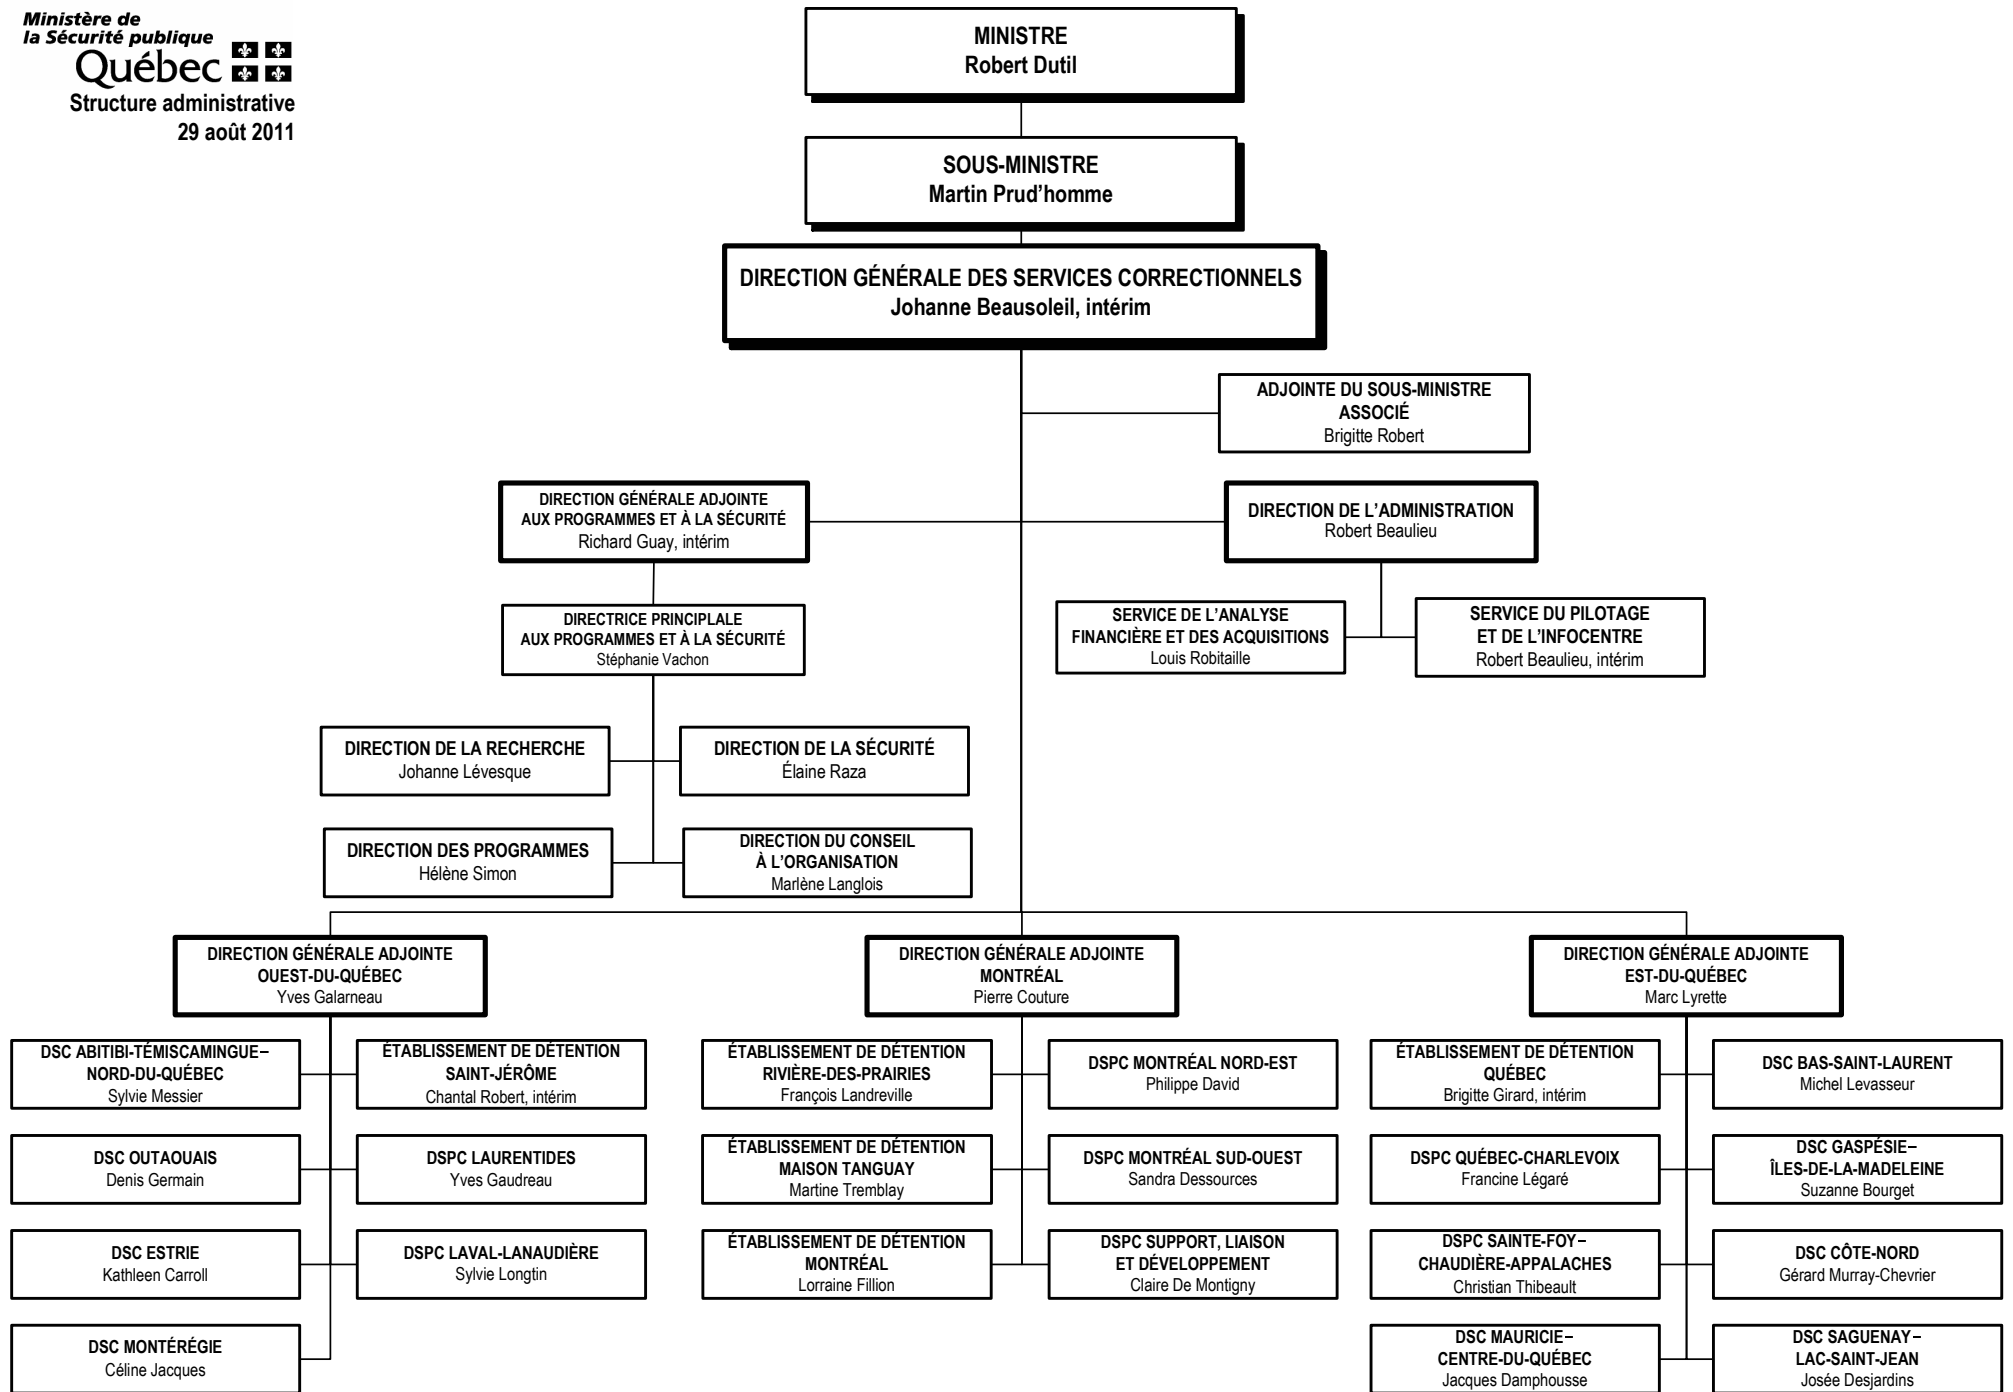 Ministère de
la Sécurité publique
Québec
Structure administrative
29 août 2011
MINISTRE
Robert Dutil
SOUS-MINISTRE
Martin Prud'homme
DIRECTION GÉNÉRALE DES SERVICES CORRECTIONNELS
Johanne Beausoleil, intérim
ADJOINTE DU SOUS-MINISTRE
ASSOCIÉ
Brigitte Robert
DIRECTION GÉNÉRALE ADJOINTE
AUX PROGRAMMES ET À LA SÉCURITÉ
Richard Guay, intérim
DIRECTION DE L'ADMINISTRATION
Robert Beaulieu
DIRECTRICE PRINCIPLALE
AUX PROGRAMMES ET À LA SÉCURITÉ
Stéphanie Vachon
SERVICE DE L'ANALYSE
FINANCIÈRE ET DES ACQUISITIONS
Louis Robitaille
SERVICE DU PILOTAGE
ET DE L'INFOCENTRE
Robert Beaulieu, intérim
DIRECTION DE LA RECHERCHE
Johanne Lévesque
DIRECTION DE LA SÉCURITÉ
Élaine Raza
DIRECTION DES PROGRAMMES
Hélène Simon
DIRECTION DU CONSEIL
À L'ORGANISATION
Marlène Langlois
DIRECTION GÉNÉRALE ADJOINTE
OUEST-DU-QUÉBEC
Yves Galarneau
DIRECTION GÉNÉRALE ADJOINTE
MONTRÉAL
Pierre Couture
DIRECTION GÉNÉRALE ADJOINTE
EST-DU-QUÉBEC
Marc Lyrette
DSC ABITIBI-TÉMISCAMINGUE–
NORD-DU-QUÉBEC
Sylvie Messier
ÉTABLISSEMENT DE DÉTENTION
SAINT-JÉRÔME
Chantal Robert, intérim
ÉTABLISSEMENT DE DÉTENTION
RIVIÈRE-DES-PRAIRIES
François Landreville
DSPC MONTRÉAL NORD-EST
Philippe David
ÉTABLISSEMENT DE DÉTENTION
QUÉBEC
Brigitte Girard, intérim
DSC BAS-SAINT-LAURENT
Michel Levasseur
DSC OUTAOUAIS
Denis Germain
DSPC LAURENTIDES
Yves Gaudreau
ÉTABLISSEMENT DE DÉTENTION
MAISON TANGUAY
Martine Tremblay
DSPC MONTRÉAL SUD-OUEST
Sandra Dessources
DSPC QUÉBEC-CHARLEVOIX
Francine Légaré
DSC GASPÉSIE–
ÎLES-DE-LA-MADELEINE
Suzanne Bourget
DSC ESTRIE
Kathleen Carroll
DSPC LAVAL-LANAUDIÈRE
Sylvie Longtin
ÉTABLISSEMENT DE DÉTENTION
MONTRÉAL
Lorraine Fillion
DSPC SUPPORT, LIAISON
ET DÉVELOPPEMENT
Claire De Montigny
DSPC SAINTE-FOY–
CHAUDIÈRE-APPALACHES
Christian Thibeault
DSC CÔTE-NORD
Gérard Murray-Chevrier
DSC MONTÉRÉGIE
Céline Jacques
DSC MAURICIE–
CENTRE-DU-QUÉBEC
Jacques Damphousse
DSC SAGUENAY–
LAC-SAINT-JEAN
Josée Desjardins